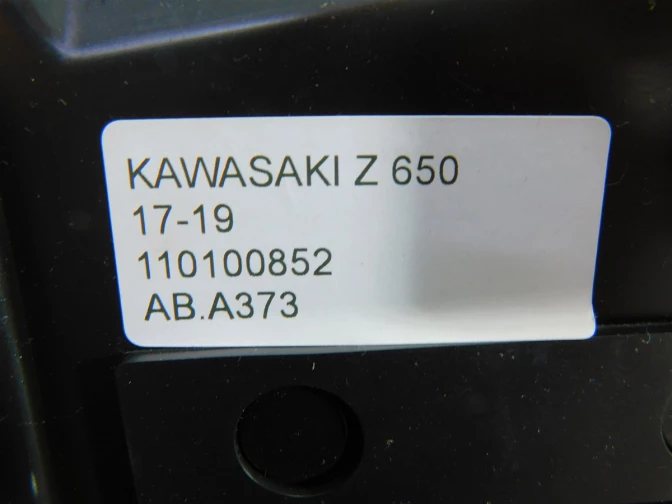 KAWASAKI Z 650
17-19
110100852
AB.A373